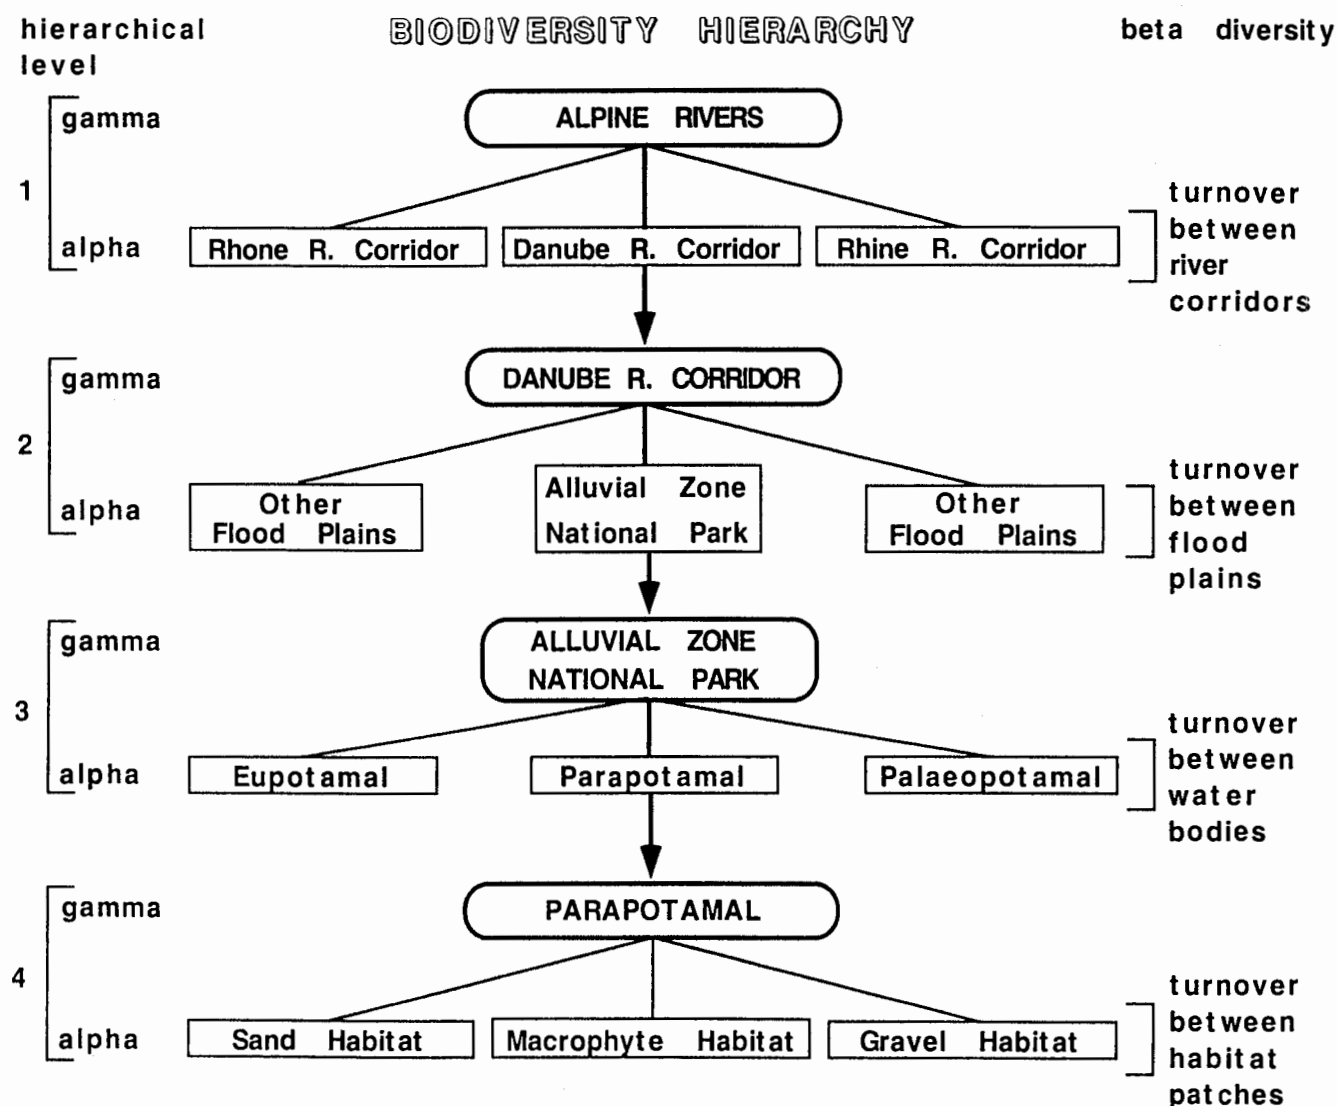 hierarchical level
BIODIVERSITY HIERARCHY
beta diversity
gamma
ALPINE RIVERS
1
alpha
Rhone R. Corridor
Danube R. Corridor
Rhine R. Corridor
turnover
between
river
corridors
gamma
DANUBE R. CORRIDOR
2
alpha
Other
Flood Plains
Alluvial Zone
National Park
Other
Flood Plains
turnover
between
flood
plains
gamma
ALLUVIAL ZONE
NATIONAL PARK
3
alpha
Eupotamal
Parapotamal
Palaeopotamal
turnover
between
water
bodies
gamma
PARAPOTAMAL
4
alpha
Sand Habitat
Macrophyte Habitat
Gravel Habitat
turnover
between
habitat
patches